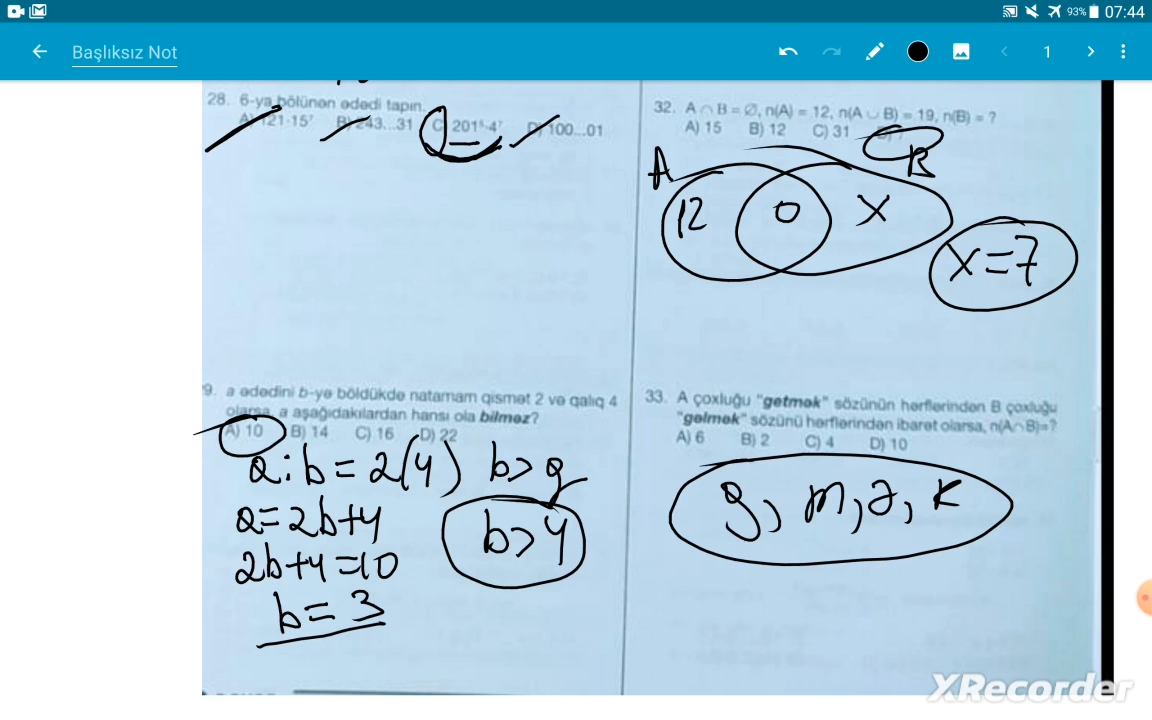 93% 07:44
Başlıksız Not
1
28. 6-ya bölünən ədədi tapın.
A) 121·15⁷ B) 243...31 C) 201⁵·4⁷ D) 100...01
9. a ədədini b-yə böldükdə natamam qismət 2 və qalıq 4
olarsa, a aşağıdakılardan hansı ola bilməz?
A) 10 B) 14 C) 16 D) 22
a:b=2(4) b>q
a=2b+4
b>4
2b+4=10
b=3
32. A∩B=∅, n(A) = 12, n(A∪B) = 19, n(B) = ?
A) 15 B) 12 C) 31
A B
12 0 x
x=7
33. A çoxluğu "getmək" sözünün hərflərindən B çoxluğu
"gəlmək" sözünü hərflərindən ibarət olarsa, n(A∩B)=?
A) 6 B) 2 C) 4 D) 10
g, m, ə, k
XRecorder